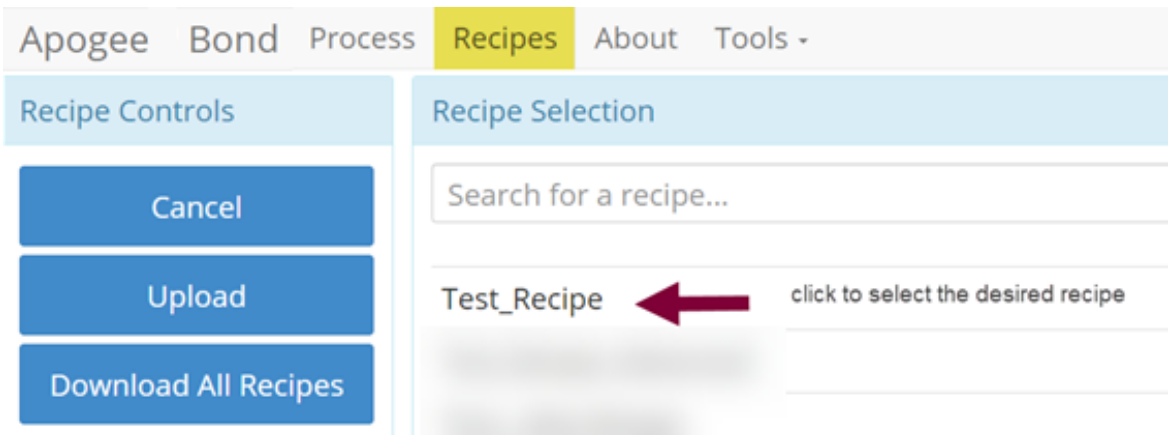 Apogee Bond Process Recipes About Tools
Recipe Controls
Recipe Selection
Cancel
Upload
Download All Recipes
Search for a recipe...
Test_Recipe click to select the desired recipe